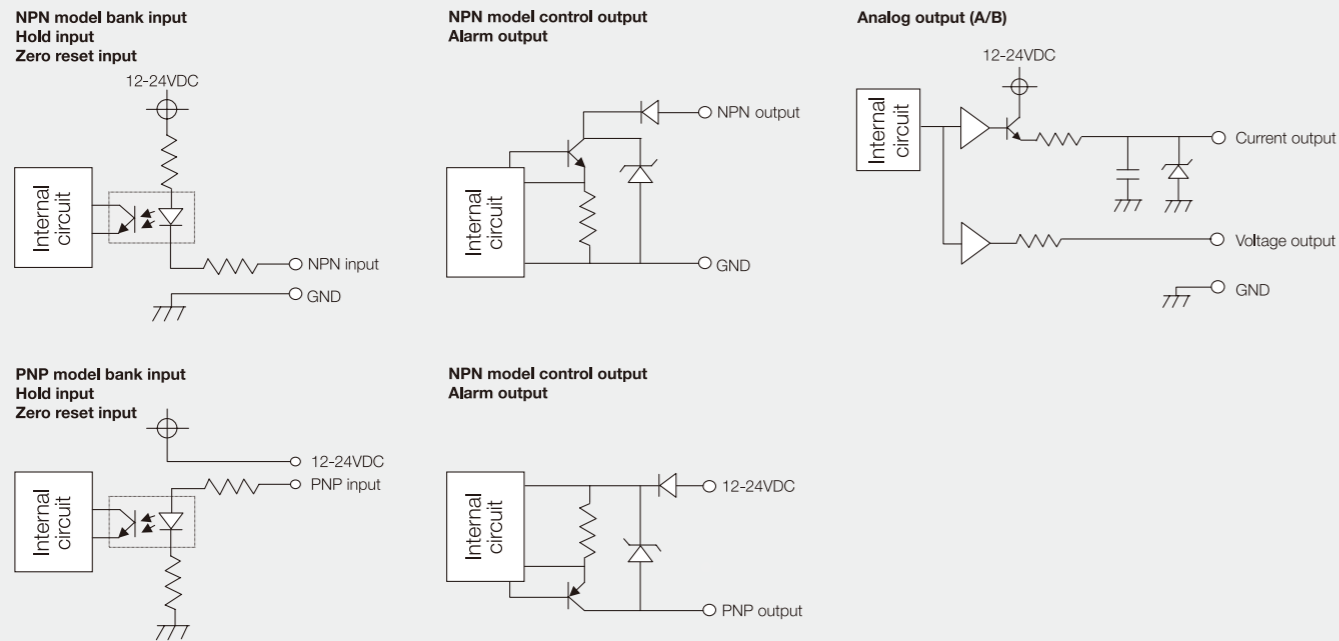 NPN model bank input
Hold input
Zero reset input
12-24VDC
Internal
circuit
NPN input
GND
NPN model control output
Alarm output
Internal
circuit
NPN output
GND
Analog output (A/B)
12-24VDC
Internal
circuit
Current output
Voltage output
GND
PNP model bank input
Hold input
Zero reset input
12-24VDC
PNP input
Internal
circuit
NPN model control output
Alarm output
Internal
circuit
12-24VDC
PNP output